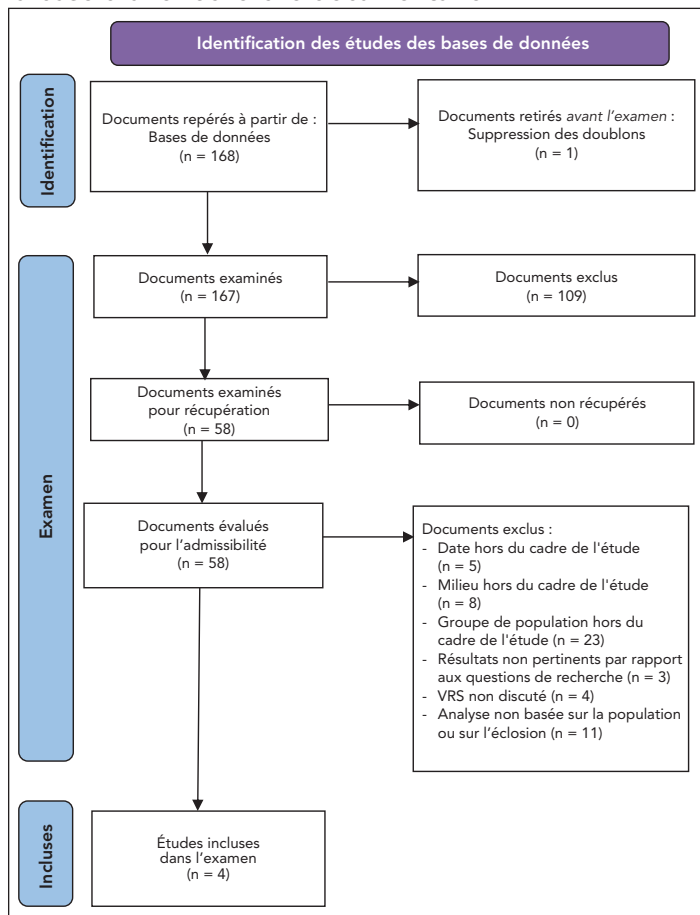 Identification des études des bases de données
Identification
Documents repérés à partir de :
Bases de données
(n = 168)
Documents retirés avant l'examen :
Suppression des doublons
(n = 1)
Examen
Documents examinés
(n = 167)
Documents exclus
(n = 109)
Documents examinés
pour récupération
(n = 58)
Documents non récupérés
(n = 0)
Documents évalués
pour l'admissibilité
(n = 58)
Documents exclus :
- Date hors du cadre de l'étude
(n = 5)
- Milieu hors du cadre de l'étude
(n = 8)
- Groupe de population hors du
cadre de l'étude (n = 23)
- Résultats non pertinents par rapport
aux questions de recherche (n = 3)
- VRS non discuté (n = 4)
- Analyse non basée sur la population
ou sur l'éclosion (n = 11)
Incluses
Études incluses
dans l'examen
(n = 4)